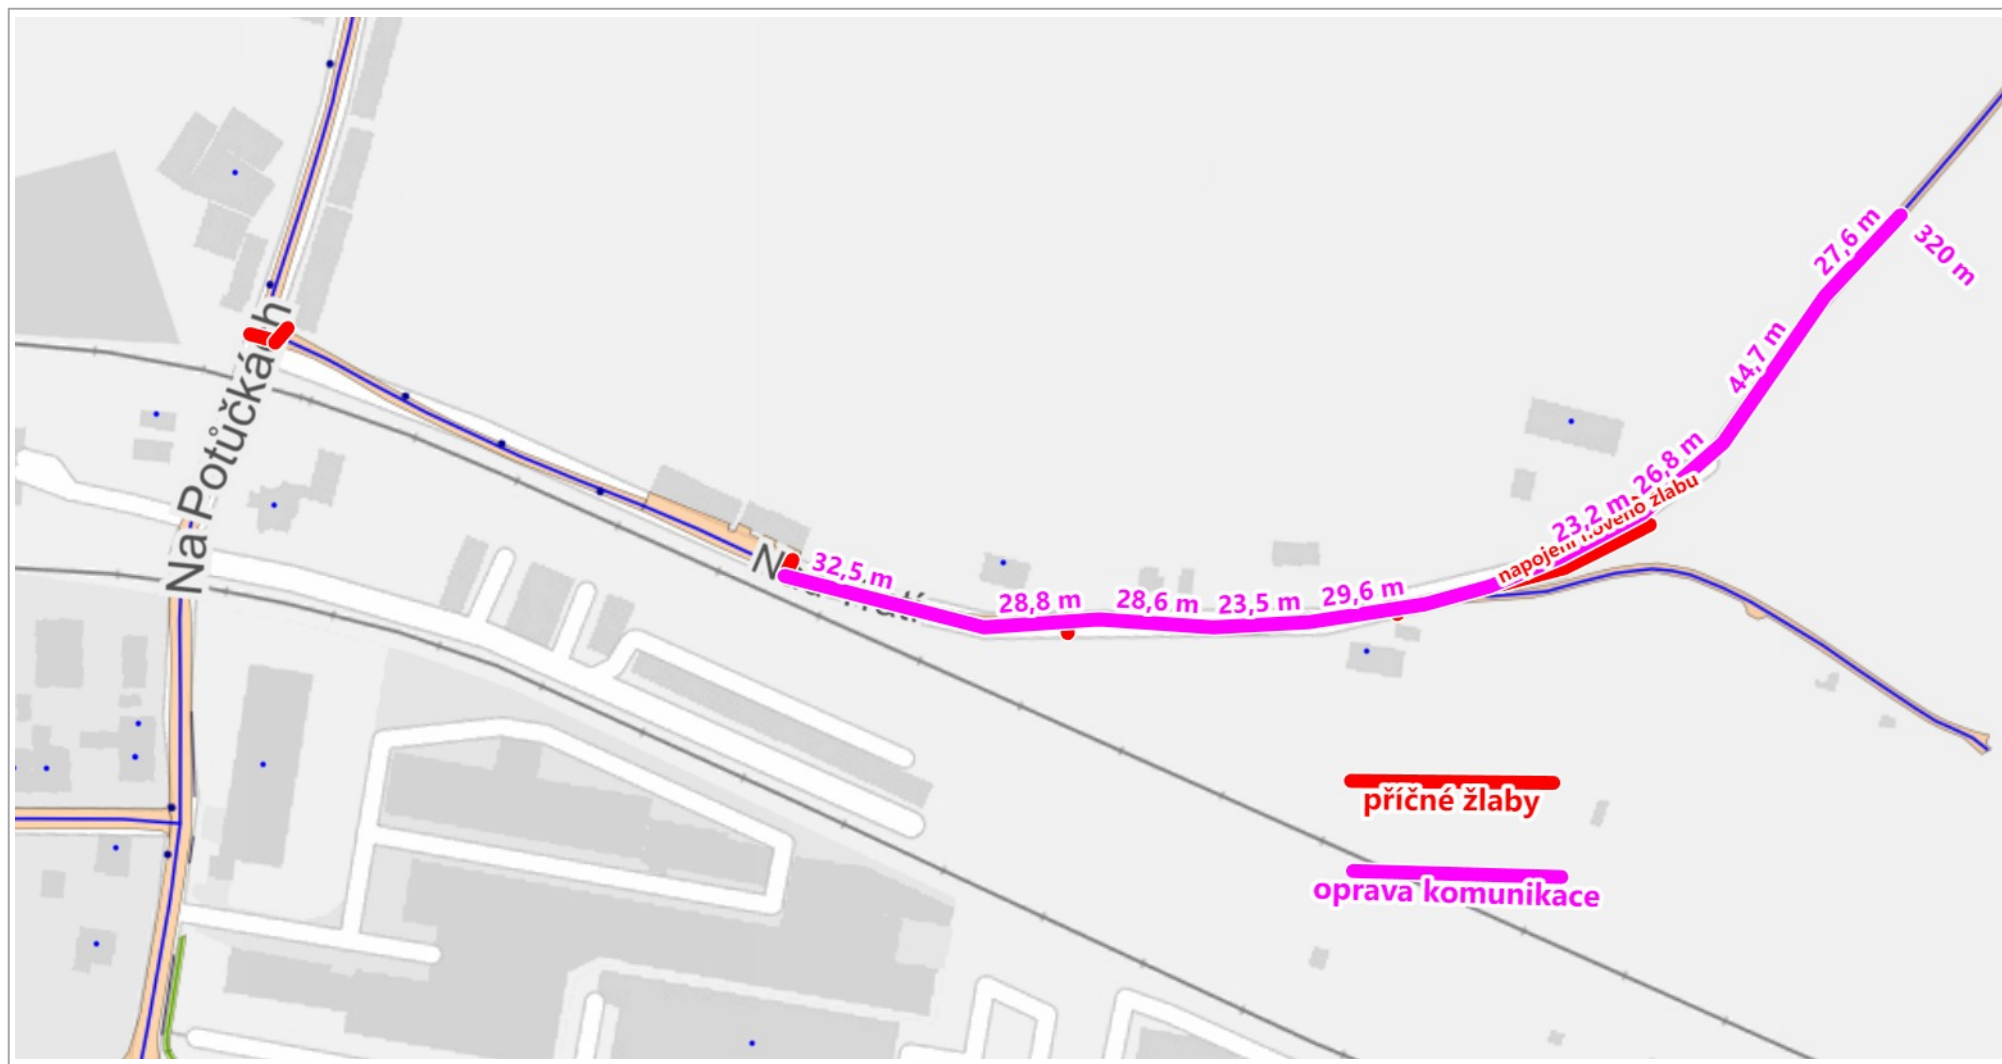 Na Potůčkách
N
32,5 m
28,8 m
28,6 m
23,5 m
29,6 m
23,2 m
26,8 m
44,7 m
27,6 m
320 m
příčné žlaby
oprava komunikace